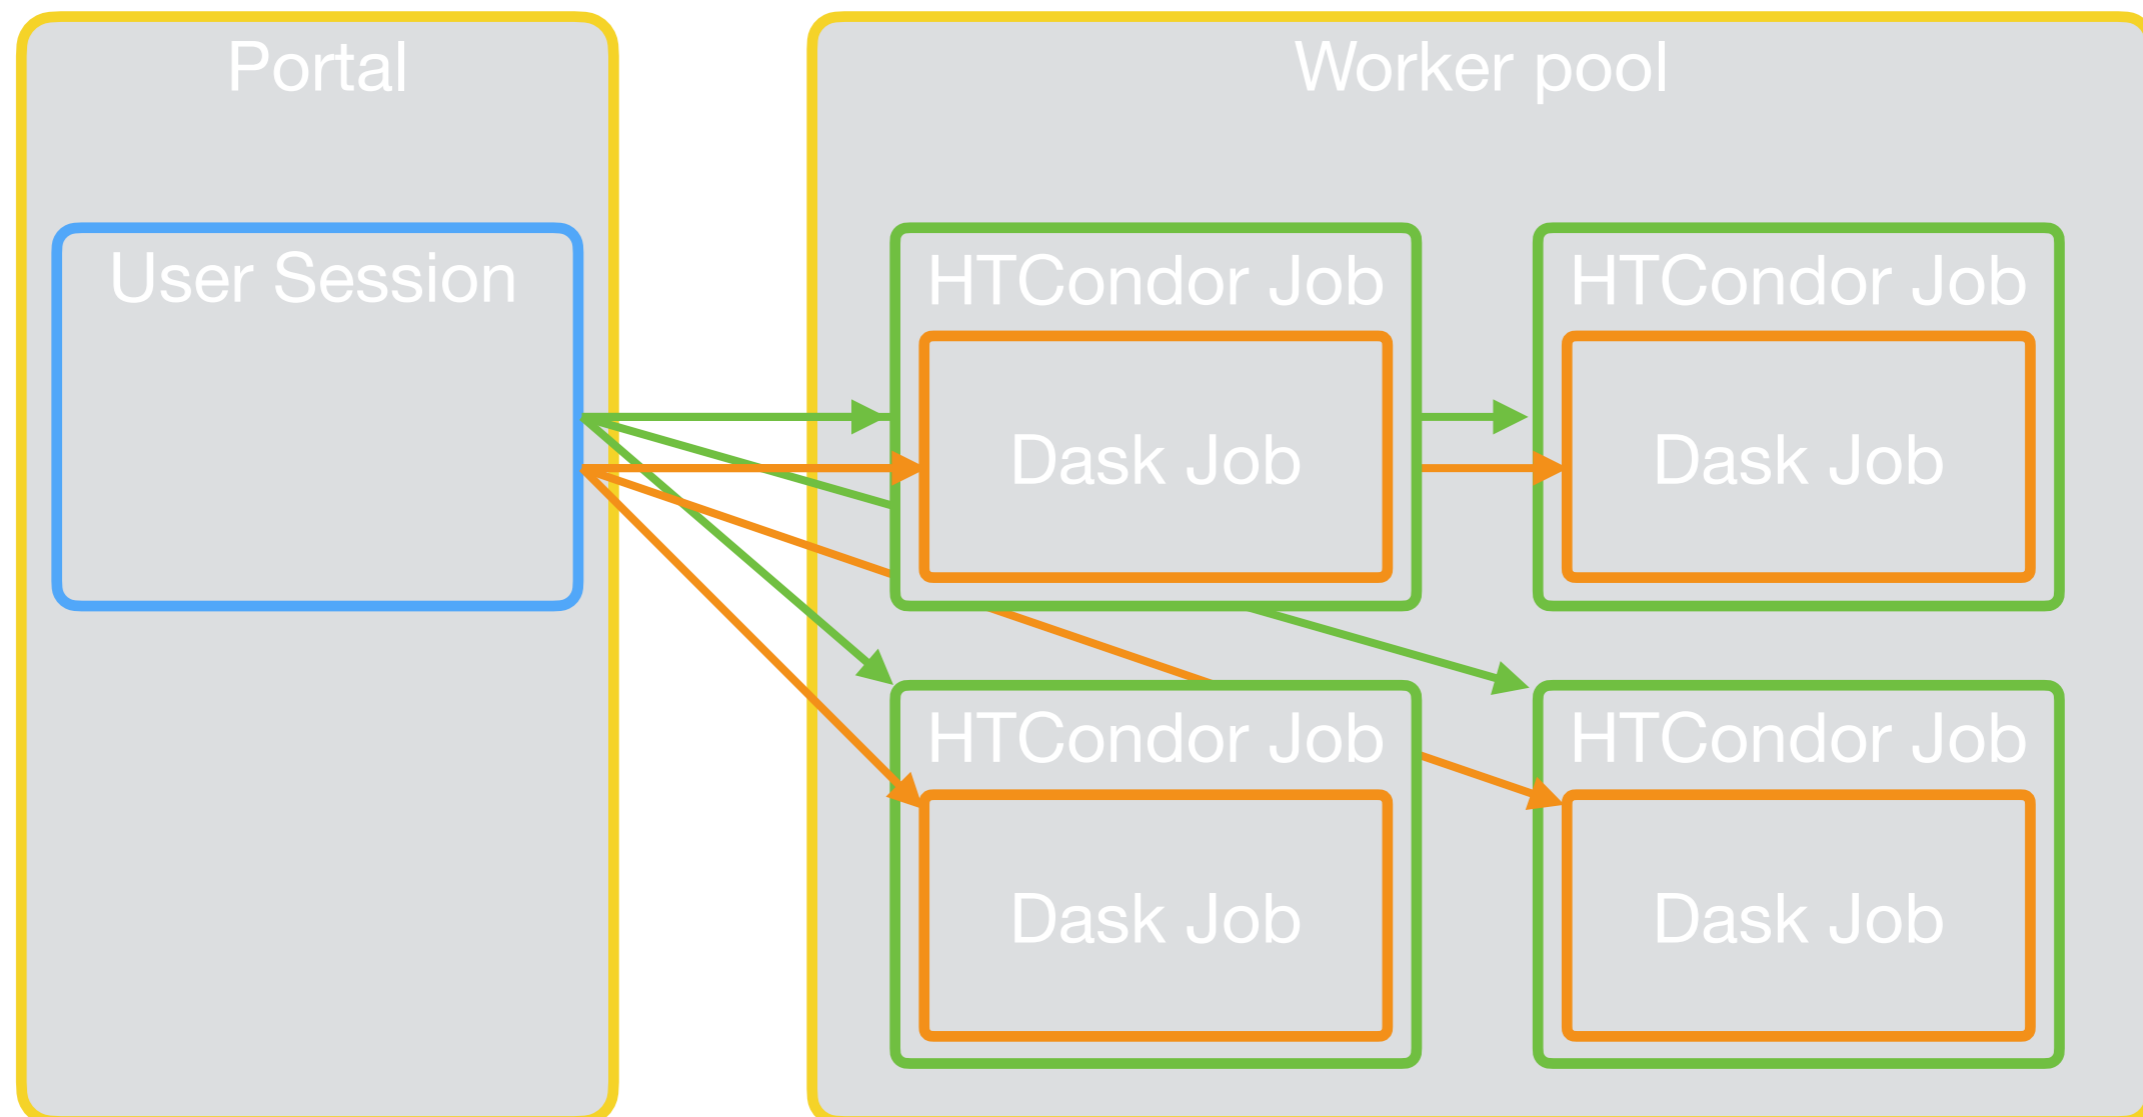 Portal
Worker pool
User Session
HTCondor Job
HTCondor Job
Dask Job
Dask Job
HTCondor Job
HTCondor Job
Dask Job
Dask Job